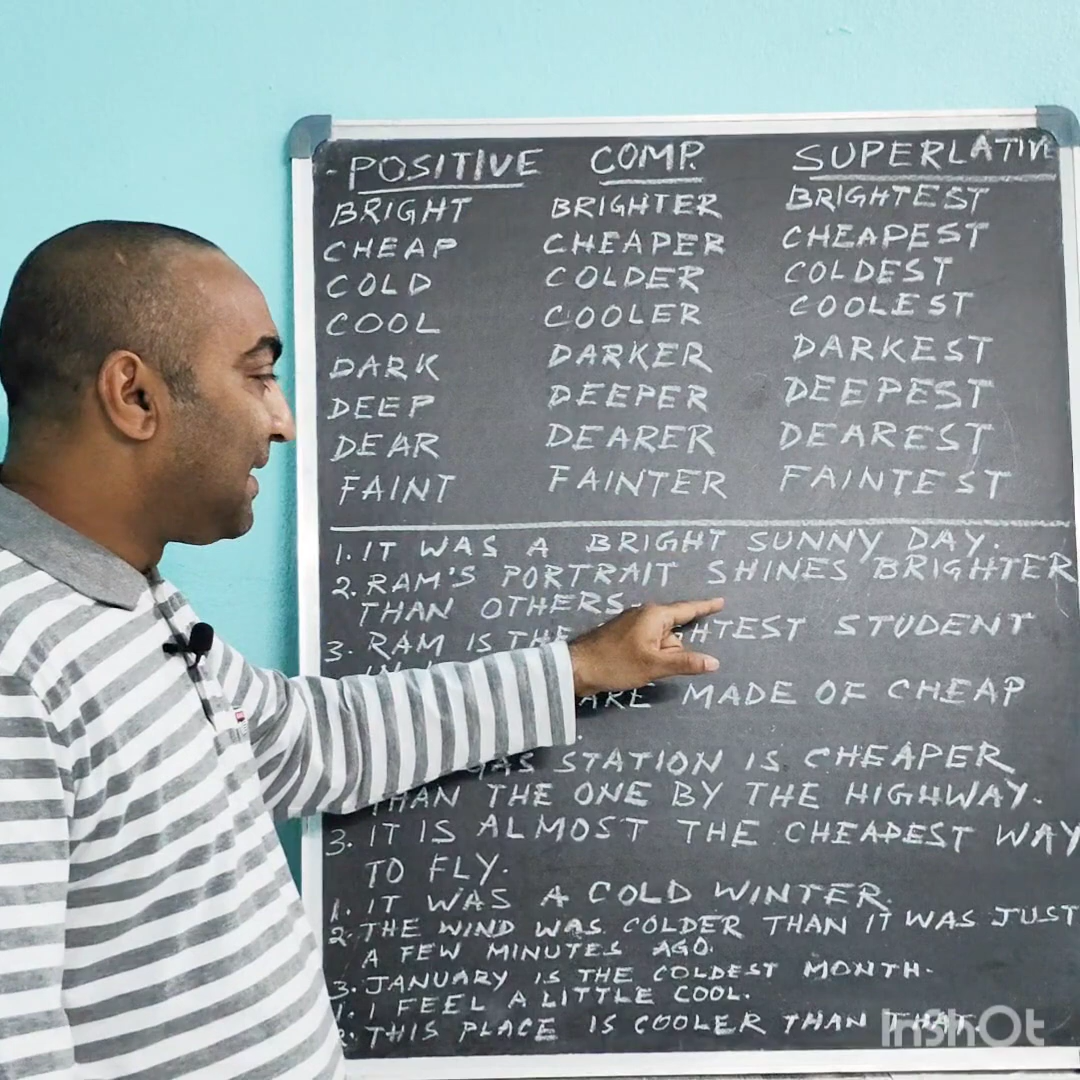 POSITIVE COMP. SUPERLATIVE
BRIGHT BRIGHTER BRIGHTEST
CHEAP CHEAPER CHEAPEST
COLD COLDER COLDEST
COOL COOLER COOLEST
DARK DARKER DARKEST
DEEP DEEPER DEEPEST
DEAR DEARER DEAREST
FAINT FAINTER FAINTEST
1. IT WAS A BRIGHT SUNNY DAY.
2. RAM'S PORTRAIT SHINES BRIGHTER
THAN OTHERS.
3. RAM IS THE STUDENT
ARE MADE OF CHEAP
GAS STATION IS CHEAPER
THAN THE ONE BY THE HIGHWAY.
3. IT IS ALMOST THE CHEAPEST WAY
TO FLY.
1. IT WAS A COLD WINTER.
2. THE WIND WAS COLDER THAN IT WAS JUST
A FEW MINUTES AGO.
3. JANUARY IS THE COLDEST MONTH.
1. I FEEL A LITTLE COOL.
2. THIS PLACE IS COOLER THAN THAT
InShOt